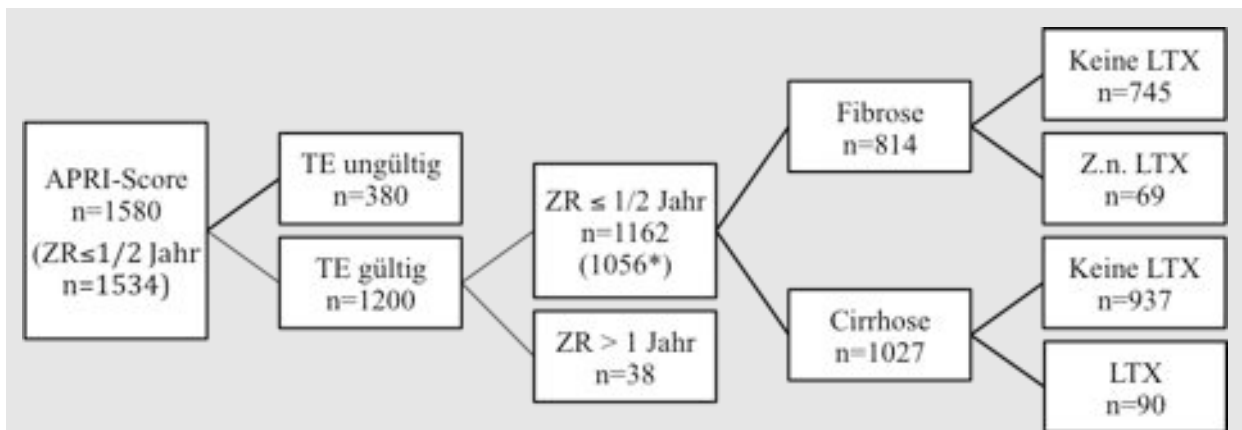 APRI-Score
n=1580
(ZR≤1/2 Jahr
n=1534)
TE ungültig
n=380
TE gültig
n=1200
ZR ≤ 1/2 Jahr
n=1162
(1056*)
ZR > 1 Jahr
n=38
Fibrose
n=814
Cirrhose
n=1027
Keine LTX
n=745
Z.n. LTX
n=69
Keine LTX
n=937
LTX
n=90